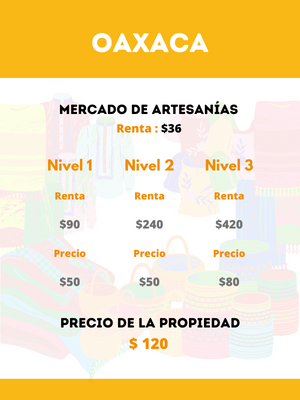 OAXACA
MERCADO DE ARTESANÍAS
Renta : $36
Nivel 1 Nivel 2 Nivel 3
Renta Renta Renta
$90 $240 $420
Precio Precio Precio
$50 $50 $80
PRECIO DE LA PROPIEDAD
$ 120